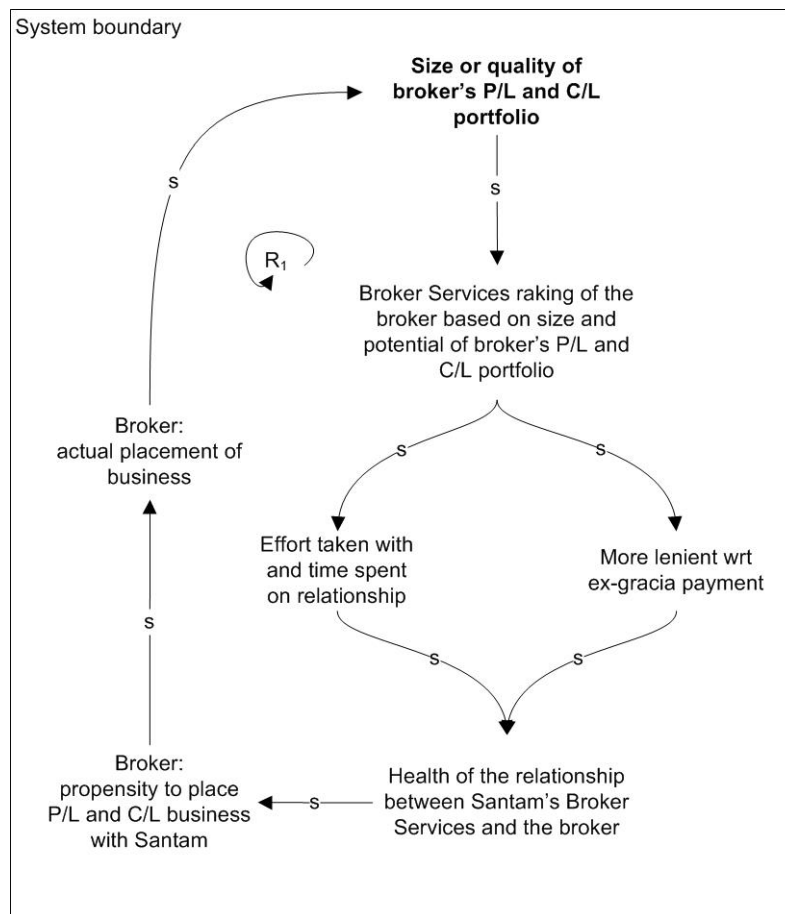 System boundary
Size or quality of
broker's P/L and C/L
portfolio
s
s
R₁
Broker Services raking of the
broker based on size and
potential of broker's P/L and
C/L portfolio
Broker:
actual placement of
business
s
s
Effort taken with
and time spent
on relationship
More lenient wrt
ex-gracia payment
s
s
s
Broker:
propensity to place
P/L and C/L business
with Santam
s
Health of the relationship
between Santam's Broker
Services and the broker